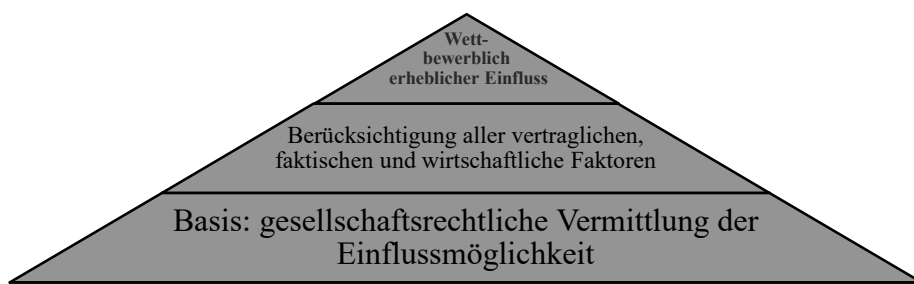 Wett-
bewerblich
erheblicher Einfluss
Berücksichtigung aller vertraglichen,
faktischen und wirtschaftliche Faktoren
Basis: gesellschaftsrechtliche Vermittlung der
Einflussmöglichkeit